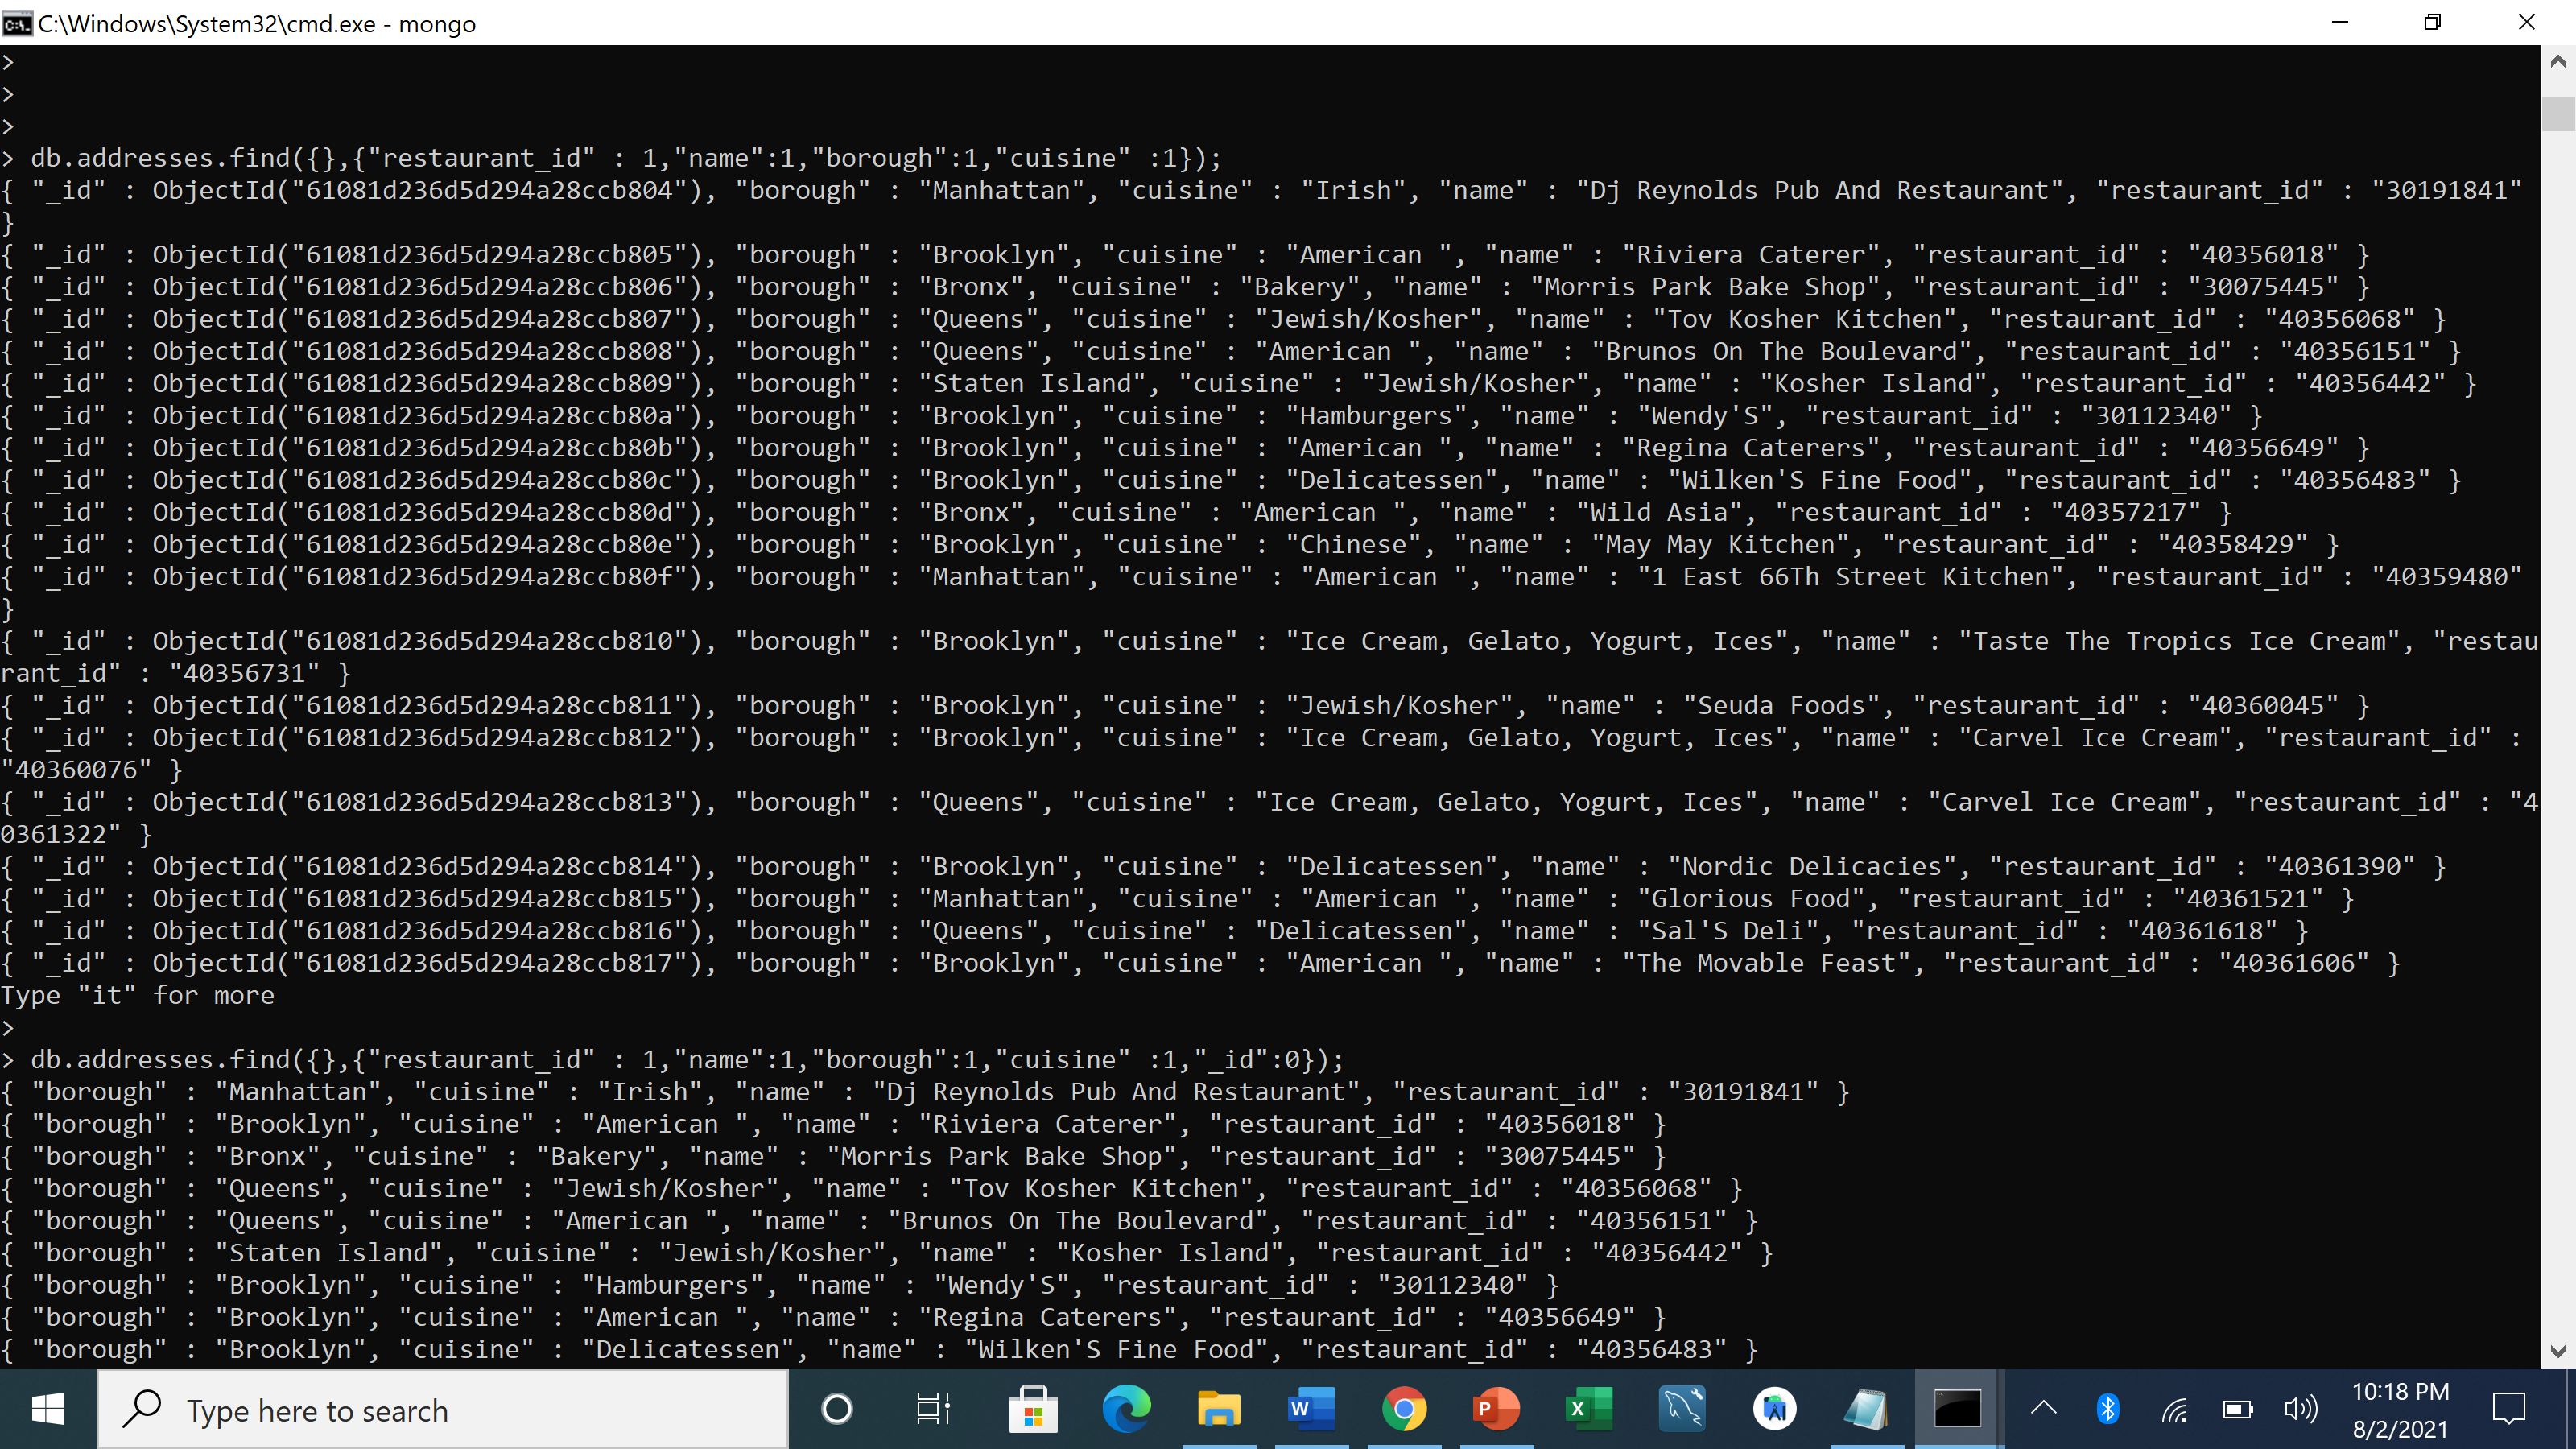 C:\Windows\System32\cmd.exe - mongo
>
>
>
> db.addresses.find({},{"restaurant_id" : 1,"name":1,"borough":1,"cuisine" :1});
{ "_id" : ObjectId("61081d236d5d294a28ccb804"), "borough" : "Manhattan", "cuisine" : "Irish", "name" : "Dj Reynolds Pub And Restaurant", "restaurant_id" : "30191841"
}
{ "_id" : ObjectId("61081d236d5d294a28ccb805"), "borough" : "Brooklyn", "cuisine" : "American ", "name" : "Riviera Caterer", "restaurant_id" : "40356018" }
{ "_id" : ObjectId("61081d236d5d294a28ccb806"), "borough" : "Bronx", "cuisine" : "Bakery", "name" : "Morris Park Bake Shop", "restaurant_id" : "30075445" }
{ "_id" : ObjectId("61081d236d5d294a28ccb807"), "borough" : "Queens", "cuisine" : "Jewish/Kosher", "name" : "Tov Kosher Kitchen", "restaurant_id" : "40356068" }
{ "_id" : ObjectId("61081d236d5d294a28ccb808"), "borough" : "Queens", "cuisine" : "American ", "name" : "Brunos On The Boulevard", "restaurant_id" : "40356151" }
{ "_id" : ObjectId("61081d236d5d294a28ccb809"), "borough" : "Staten Island", "cuisine" : "Jewish/Kosher", "name" : "Kosher Island", "restaurant_id" : "40356442" }
{ "_id" : ObjectId("61081d236d5d294a28ccb80a"), "borough" : "Brooklyn", "cuisine" : "Hamburgers", "name" : "Wendy'S", "restaurant_id" : "30112340" }
{ "_id" : ObjectId("61081d236d5d294a28ccb80b"), "borough" : "Brooklyn", "cuisine" : "American ", "name" : "Regina Caterers", "restaurant_id" : "40356649" }
{ "_id" : ObjectId("61081d236d5d294a28ccb80c"), "borough" : "Brooklyn", "cuisine" : "Delicatessen", "name" : "Wilken'S Fine Food", "restaurant_id" : "40356483" }
{ "_id" : ObjectId("61081d236d5d294a28ccb80d"), "borough" : "Bronx", "cuisine" : "American ", "name" : "Wild Asia", "restaurant_id" : "40357217" }
{ "_id" : ObjectId("61081d236d5d294a28ccb80e"), "borough" : "Brooklyn", "cuisine" : "Chinese", "name" : "May May Kitchen", "restaurant_id" : "40358429" }
{ "_id" : ObjectId("61081d236d5d294a28ccb80f"), "borough" : "Manhattan", "cuisine" : "American ", "name" : "1 East 66Th Street Kitchen", "restaurant_id" : "40359480"
}
{ "_id" : ObjectId("61081d236d5d294a28ccb810"), "borough" : "Brooklyn", "cuisine" : "Ice Cream, Gelato, Yogurt, Ices", "name" : "Taste The Tropics Ice Cream", "restau
rant_id" : "40356731" }
{ "_id" : ObjectId("61081d236d5d294a28ccb811"), "borough" : "Brooklyn", "cuisine" : "Jewish/Kosher", "name" : "Seuda Foods", "restaurant_id" : "40360045" }
{ "_id" : ObjectId("61081d236d5d294a28ccb812"), "borough" : "Brooklyn", "cuisine" : "Ice Cream, Gelato, Yogurt, Ices", "name" : "Carvel Ice Cream", "restaurant_id" :
"40360076" }
{ "_id" : ObjectId("61081d236d5d294a28ccb813"), "borough" : "Queens", "cuisine" : "Ice Cream, Gelato, Yogurt, Ices", "name" : "Carvel Ice Cream", "restaurant_id" : "4
0361322" }
{ "_id" : ObjectId("61081d236d5d294a28ccb814"), "borough" : "Brooklyn", "cuisine" : "Delicatessen", "name" : "Nordic Delicacies", "restaurant_id" : "40361390" }
{ "_id" : ObjectId("61081d236d5d294a28ccb815"), "borough" : "Manhattan", "cuisine" : "American ", "name" : "Glorious Food", "restaurant_id" : "40361521" }
{ "_id" : ObjectId("61081d236d5d294a28ccb816"), "borough" : "Queens", "cuisine" : "Delicatessen", "name" : "Sal'S Deli", "restaurant_id" : "40361618" }
{ "_id" : ObjectId("61081d236d5d294a28ccb817"), "borough" : "Brooklyn", "cuisine" : "American ", "name" : "The Movable Feast", "restaurant_id" : "40361606" }
Type "it" for more
>
> db.addresses.find({},{"restaurant_id" : 1,"name":1,"borough":1,"cuisine" :1,"_id":0});
{ "borough" : "Manhattan", "cuisine" : "Irish", "name" : "Dj Reynolds Pub And Restaurant", "restaurant_id" : "30191841" }
{ "borough" : "Brooklyn", "cuisine" : "American ", "name" : "Riviera Caterer", "restaurant_id" : "40356018" }
{ "borough" : "Bronx", "cuisine" : "Bakery", "name" : "Morris Park Bake Shop", "restaurant_id" : "30075445" }
{ "borough" : "Queens", "cuisine" : "Jewish/Kosher", "name" : "Tov Kosher Kitchen", "restaurant_id" : "40356068" }
{ "borough" : "Queens", "cuisine" : "American ", "name" : "Brunos On The Boulevard", "restaurant_id" : "40356151" }
{ "borough" : "Staten Island", "cuisine" : "Jewish/Kosher", "name" : "Kosher Island", "restaurant_id" : "40356442" }
{ "borough" : "Brooklyn", "cuisine" : "Hamburgers", "name" : "Wendy'S", "restaurant_id" : "30112340" }
{ "borough" : "Brooklyn", "cuisine" : "American ", "name" : "Regina Caterers", "restaurant_id" : "40356649" }
{ "borough" : "Brooklyn", "cuisine" : "Delicatessen", "name" : "Wilken'S Fine Food", "restaurant_id" : "40356483" }
Type here to search
10:18 PM
8/2/2021